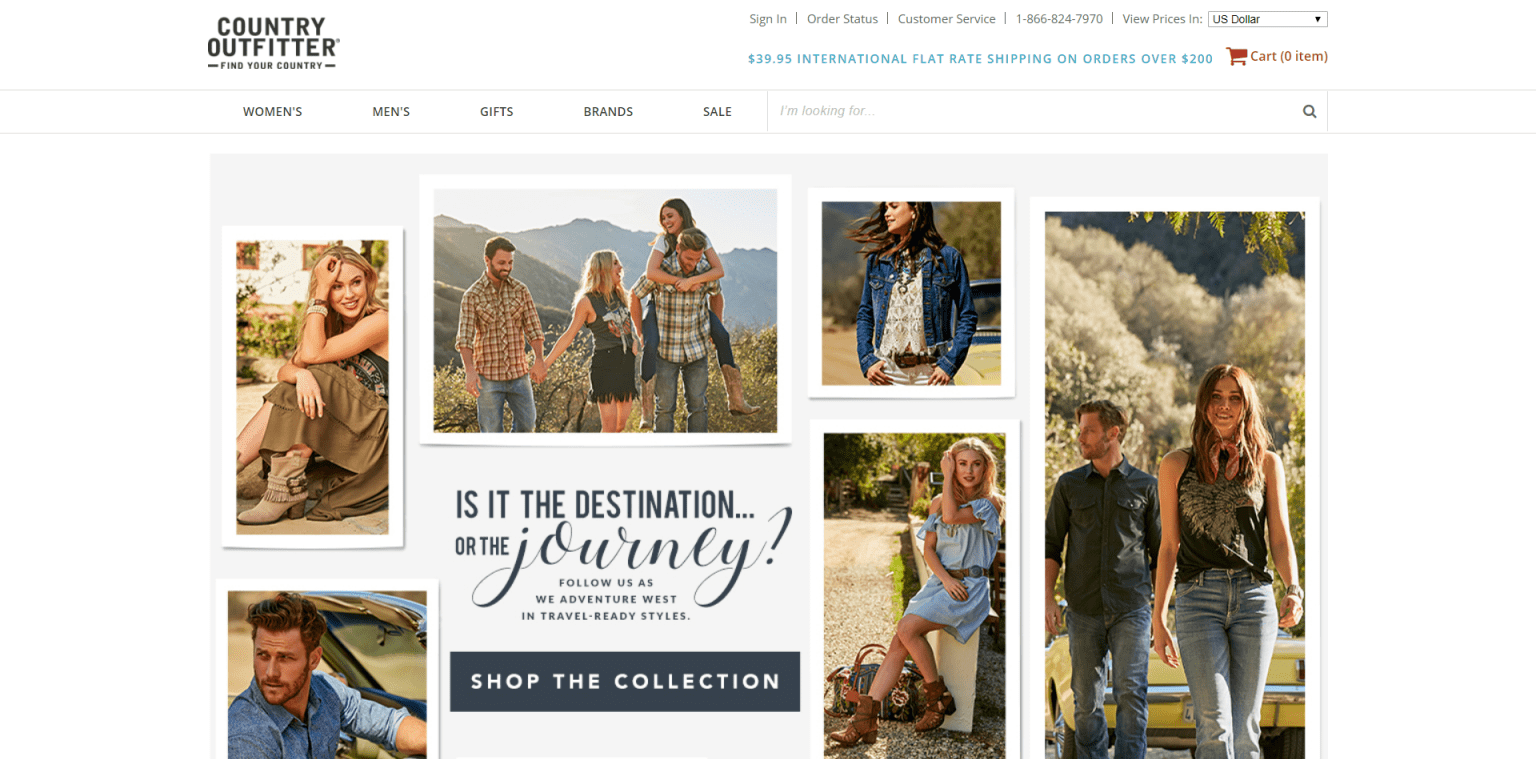 COUNTRY
OUTFITTER®
FIND YOUR COUNTRY
Sign In | Order Status | Customer Service | 1-866-824-7970 | View Prices In: US Dollar
$39.95 INTERNATIONAL FLAT RATE SHIPPING ON ORDERS OVER $200 Cart (0 item)
WOMEN'S MEN'S GIFTS BRANDS SALE I'm looking for...
IS IT THE DESTINATION...
OR THE journey?
FOLLOW US AS
WE ADVENTURE WEST
IN TRAVEL-READY STYLES.
SHOP THE COLLECTION